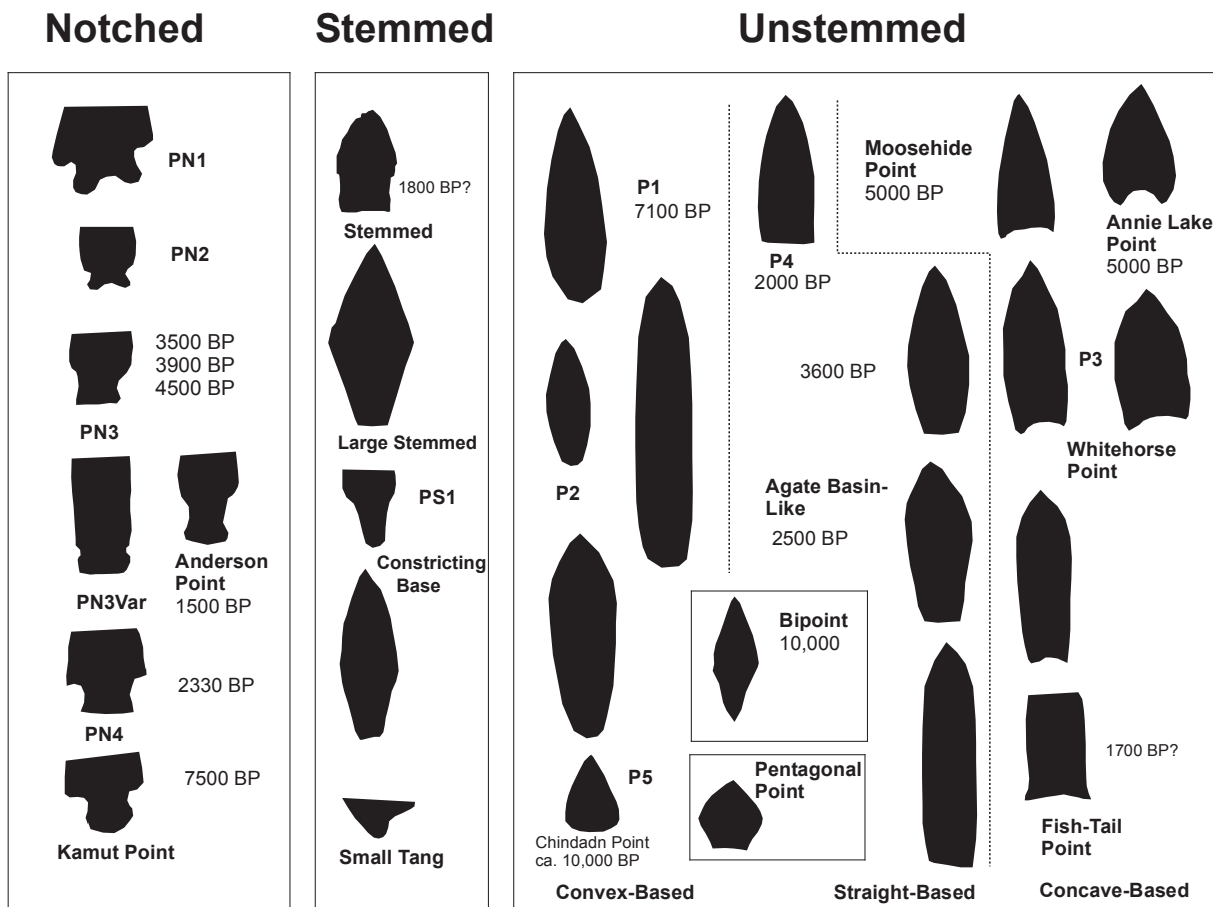 Notched
Stemmed
Unstemmed
PN1
PN2
3500 BP
3900 BP
4500 BP
PN3
PN3Var
Anderson
Point
1500 BP
2330 BP
PN4
7500 BP
Kamut Point
1800 BP?
Stemmed
Large Stemmed
PS1
Constricting
Base
Small Tang
P1
7100 BP
P2
P5
Chindadn Point
ca. 10,000 BP
Convex-Based
P4
2000 BP
3600 BP
Agate Basin-
Like
2500 BP
Bipoint
10,000
Pentagonal
Point
Straight-Based
Moosehide
Point
5000 BP
Annie Lake
Point
5000 BP
P3
Whitehorse
Point
1700 BP?
Fish-Tail
Point
Concave-Based